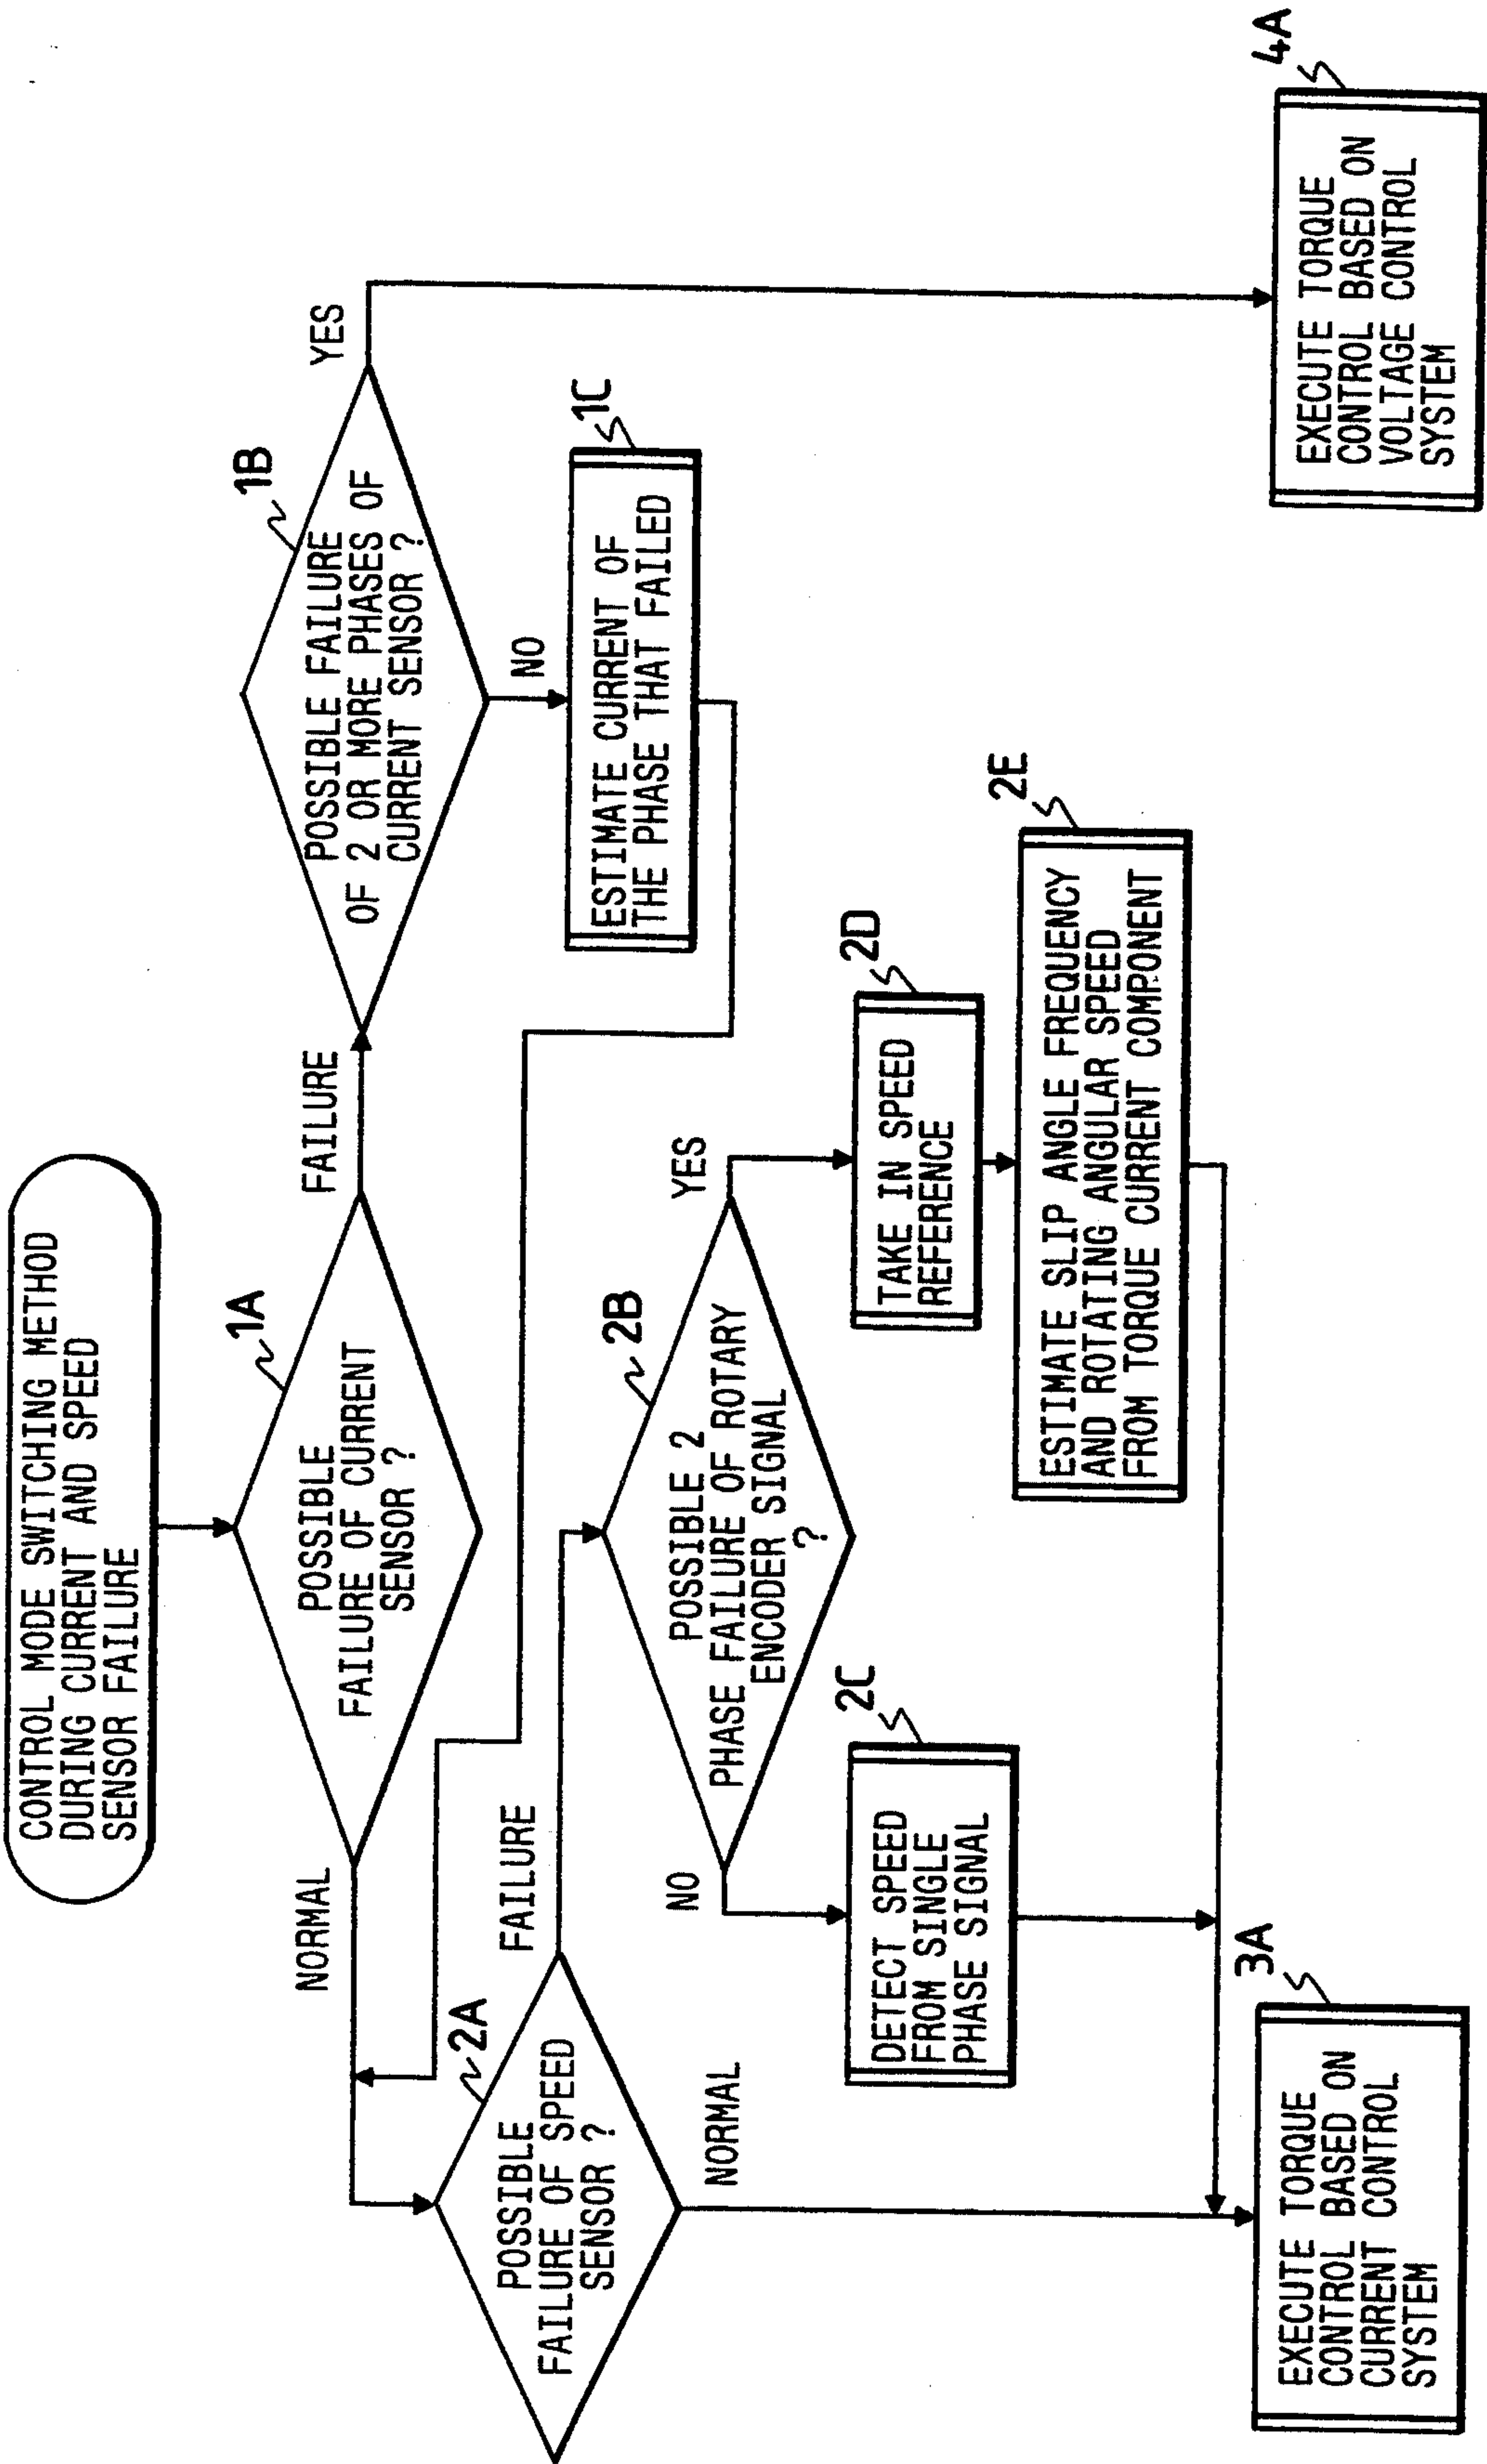 CONTROL MODE SWITCHING METHOD
DURING CURRENT AND SPEED
SENSOR FAILURE
1A
POSSIBLE
FAILURE OF CURRENT
SENSOR ?
NORMAL
FAILURE
1B
POSSIBLE FAILURE
OF 2 OR MORE PHASES OF
CURRENT SENSOR ?
YES
NO
1C
ESTIMATE CURRENT OF
THE PHASE THAT FAILED
2A
POSSIBLE
FAILURE OF SPEED
SENSOR ?
FAILURE
NORMAL
2B
POSSIBLE 2
PHASE FAILURE OF ROTARY
ENCODER SIGNAL
?
NO
YES
2C
DETECT SPEED
FROM SINGLE
PHASE SIGNAL
2D
TAKE IN SPEED
REFERENCE
2E
ESTIMATE SLIP ANGLE FREQUENCY
AND ROTATING ANGULAR SPEED
FROM TORQUE CURRENT COMPONENT
3A
EXECUTE TORQUE
CONTROL BASED ON
CURRENT CONTROL
SYSTEM
4A
EXECUTE TORQUE
CONTROL BASED ON
VOLTAGE CONTROL
SYSTEM